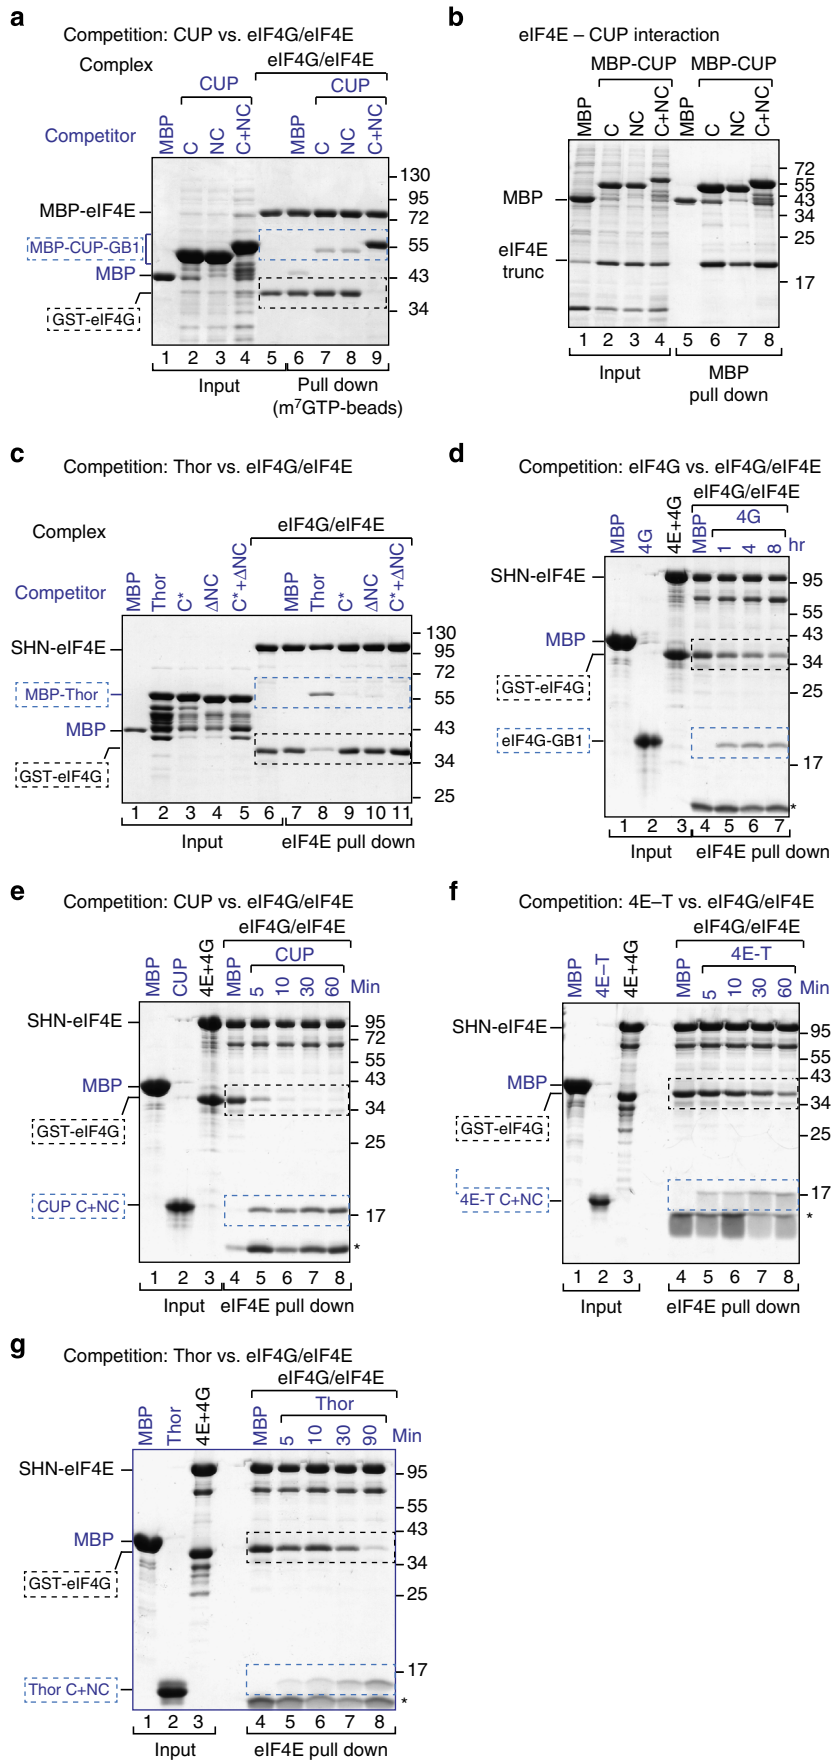 a
Competition: CUP vs. eIF4G/eIF4E
Complex
eIF4G/eIF4E
CUP
CUP
Competitor
MBP
C
NC
C+NC
MBP
C
NC
C+NC
MBP-eIF4E
MBP-CUP-GB1
MBP
GST-eIF4G
130
95
72
55
43
34
1 2 3 4 5 6 7 8 9
Input
Pull down
(m7GTP-beads)
b
eIF4E – CUP interaction
MBP-CUP MBP-CUP
MBP
C
NC
C+NC
MBP
C
NC
C+NC
MBP
eIF4E
trunc
72
55
43
34
25
17
1 2 3 4 5 6 7 8
Input
MBP
pull down
c
Competition: Thor vs. eIF4G/eIF4E
Complex
eIF4G/eIF4E
Competitor
MBP
Thor
C*
ΔNC
C*+ΔNC
MBP
Thor
C*
ΔNC
C*+ΔNC
SHN-eIF4E
MBP-Thor
MBP
GST-eIF4G
130
95
72
55
43
34
25
1 2 3 4 5 6 7 8 9 10 11
Input
eIF4E pull down
d
Competition: eIF4G vs. eIF4G/eIF4E
eIF4G/eIF4E
4G
MBP
4G
4E+4G
MBP
1
4
8
hr
SHN-eIF4E
MBP
GST-eIF4G
eIF4G-GB1
95
55
43
34
25
17
*
1 2 3 4 5 6 7
Input
eIF4E pull down
e
Competition: CUP vs. eIF4G/eIF4E
eIF4G/eIF4E
CUP
MBP
CUP
4E+4G
MBP
5
10
30
60
Min
SHN-eIF4E
MBP
GST-eIF4G
CUP C+NC
95
72
55
43
34
25
17
*
1 2 3 4 5 6 7 8
Input
eIF4E pull down
f
Competition: 4E–T vs. eIF4G/eIF4E
eIF4G/eIF4E
4E-T
MBP
4E–T
4E+4G
MBP
5
10
30
60
Min
SHN-eIF4E
MBP
GST-eIF4G
4E-T C+NC
95
55
43
34
25
17
*
1 2 3 4 5 6 7 8
Input
eIF4E pull down
g
Competition: Thor vs. eIF4G/eIF4E
eIF4G/eIF4E
Thor
MBP
Thor
4E+4G
MBP
5
10
30
90
Min
SHN-eIF4E
MBP
GST-eIF4G
Thor C+NC
95
55
43
34
25
17
*
1 2 3 4 5 6 7 8
Input
eIF4E pull down